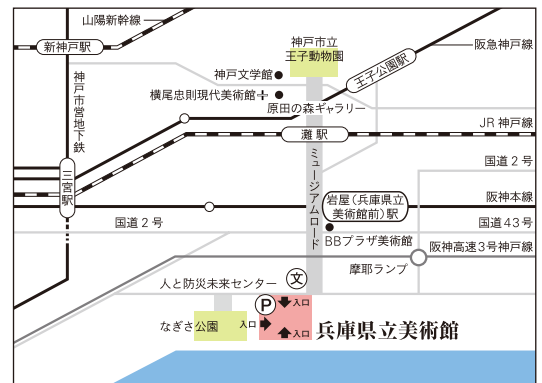 山陽新幹線
新神戸駅
神戸市立
王子動物園
阪急神戸線
王子公園駅
神戸文学館
横尾忠則現代美術館
原田の森ギャラリー
神戸市営地下鉄
JR 神戸線
灘 駅
ミュージアムロード
国道 2 号
三宮駅
岩屋（兵庫県立
美術館前）駅
阪神本線
国道 2 号
国道 43号
BBプラザ美術館
阪神高速 3号神戸線
摩耶ランプ
人と防災未来センター
文
P
入口
なぎさ公園
入口
入口
兵庫県立美術館